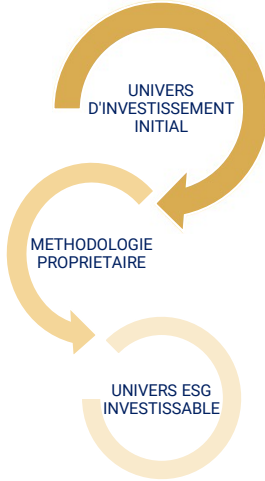 UNIVERS
D'INVESTISSEMENT
INITIAL
METHODOLOGIE
PROPRIETAIRE
UNIVERS ESG
INVESTISSABLE